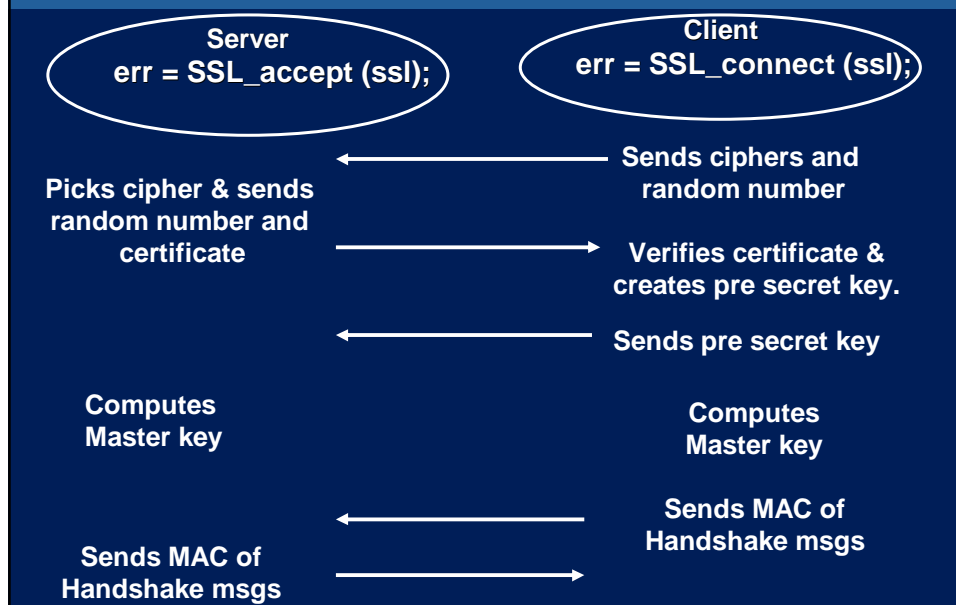 Server
err = SSL_accept (ssl);
Client
err = SSL_connect (ssl);
Sends ciphers and
random number
Picks cipher & sends
random number and
certificate
Verifies certificate &
creates pre secret key.
Sends pre secret key
Computes
Master key
Computes
Master key
Sends MAC of
Handshake msgs
Sends MAC of
Handshake msgs